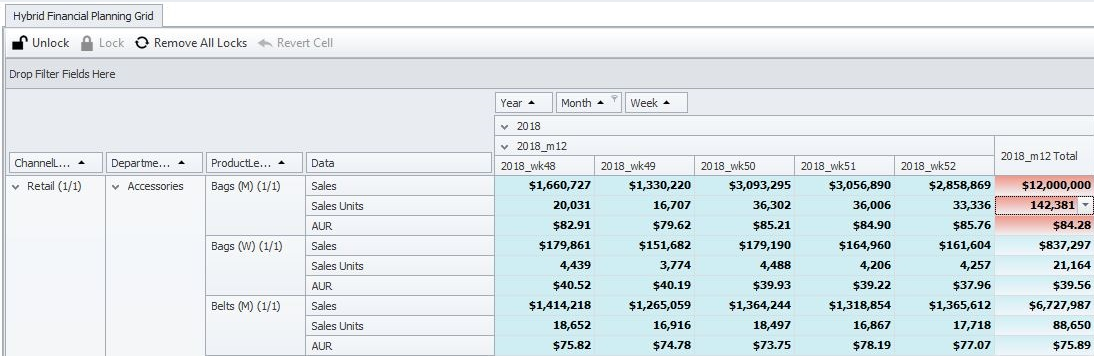 Hybrid Financial Planning Grid
Unlock Lock Remove All Locks Revert Cell
Drop Filter Fields Here
Year Month Week
2018
2018_m12
ChannelL... Departme... ProductLe... Data 2018_wk48 2018_wk49 2018_wk50 2018_wk51 2018_wk52 2018_m12 Total
Retail (1/1) Accessories Bags (M) (1/1) Sales $1,660,727 $1,330,220 $3,093,295 $3,056,890 $2,858,869 $12,000,000
Sales Units 20,031 16,707 36,302 36,006 33,336 142,381
AUR $82.91 $79.62 $85.21 $84.90 $85.76 $84.28
Bags (W) (1/1) Sales $179,861 $151,682 $179,190 $164,960 $161,604 $837,297
Sales Units 4,439 3,774 4,488 4,206 4,257 21,164
AUR $40.52 $40.19 $39.93 $39.22 $37.96 $39.56
Belts (M) (1/1) Sales $1,414,218 $1,265,059 $1,364,244 $1,318,854 $1,365,612 $6,727,987
Sales Units 18,652 16,916 18,497 16,867 17,718 88,650
AUR $75.82 $74.78 $73.75 $78.19 $77.07 $75.89